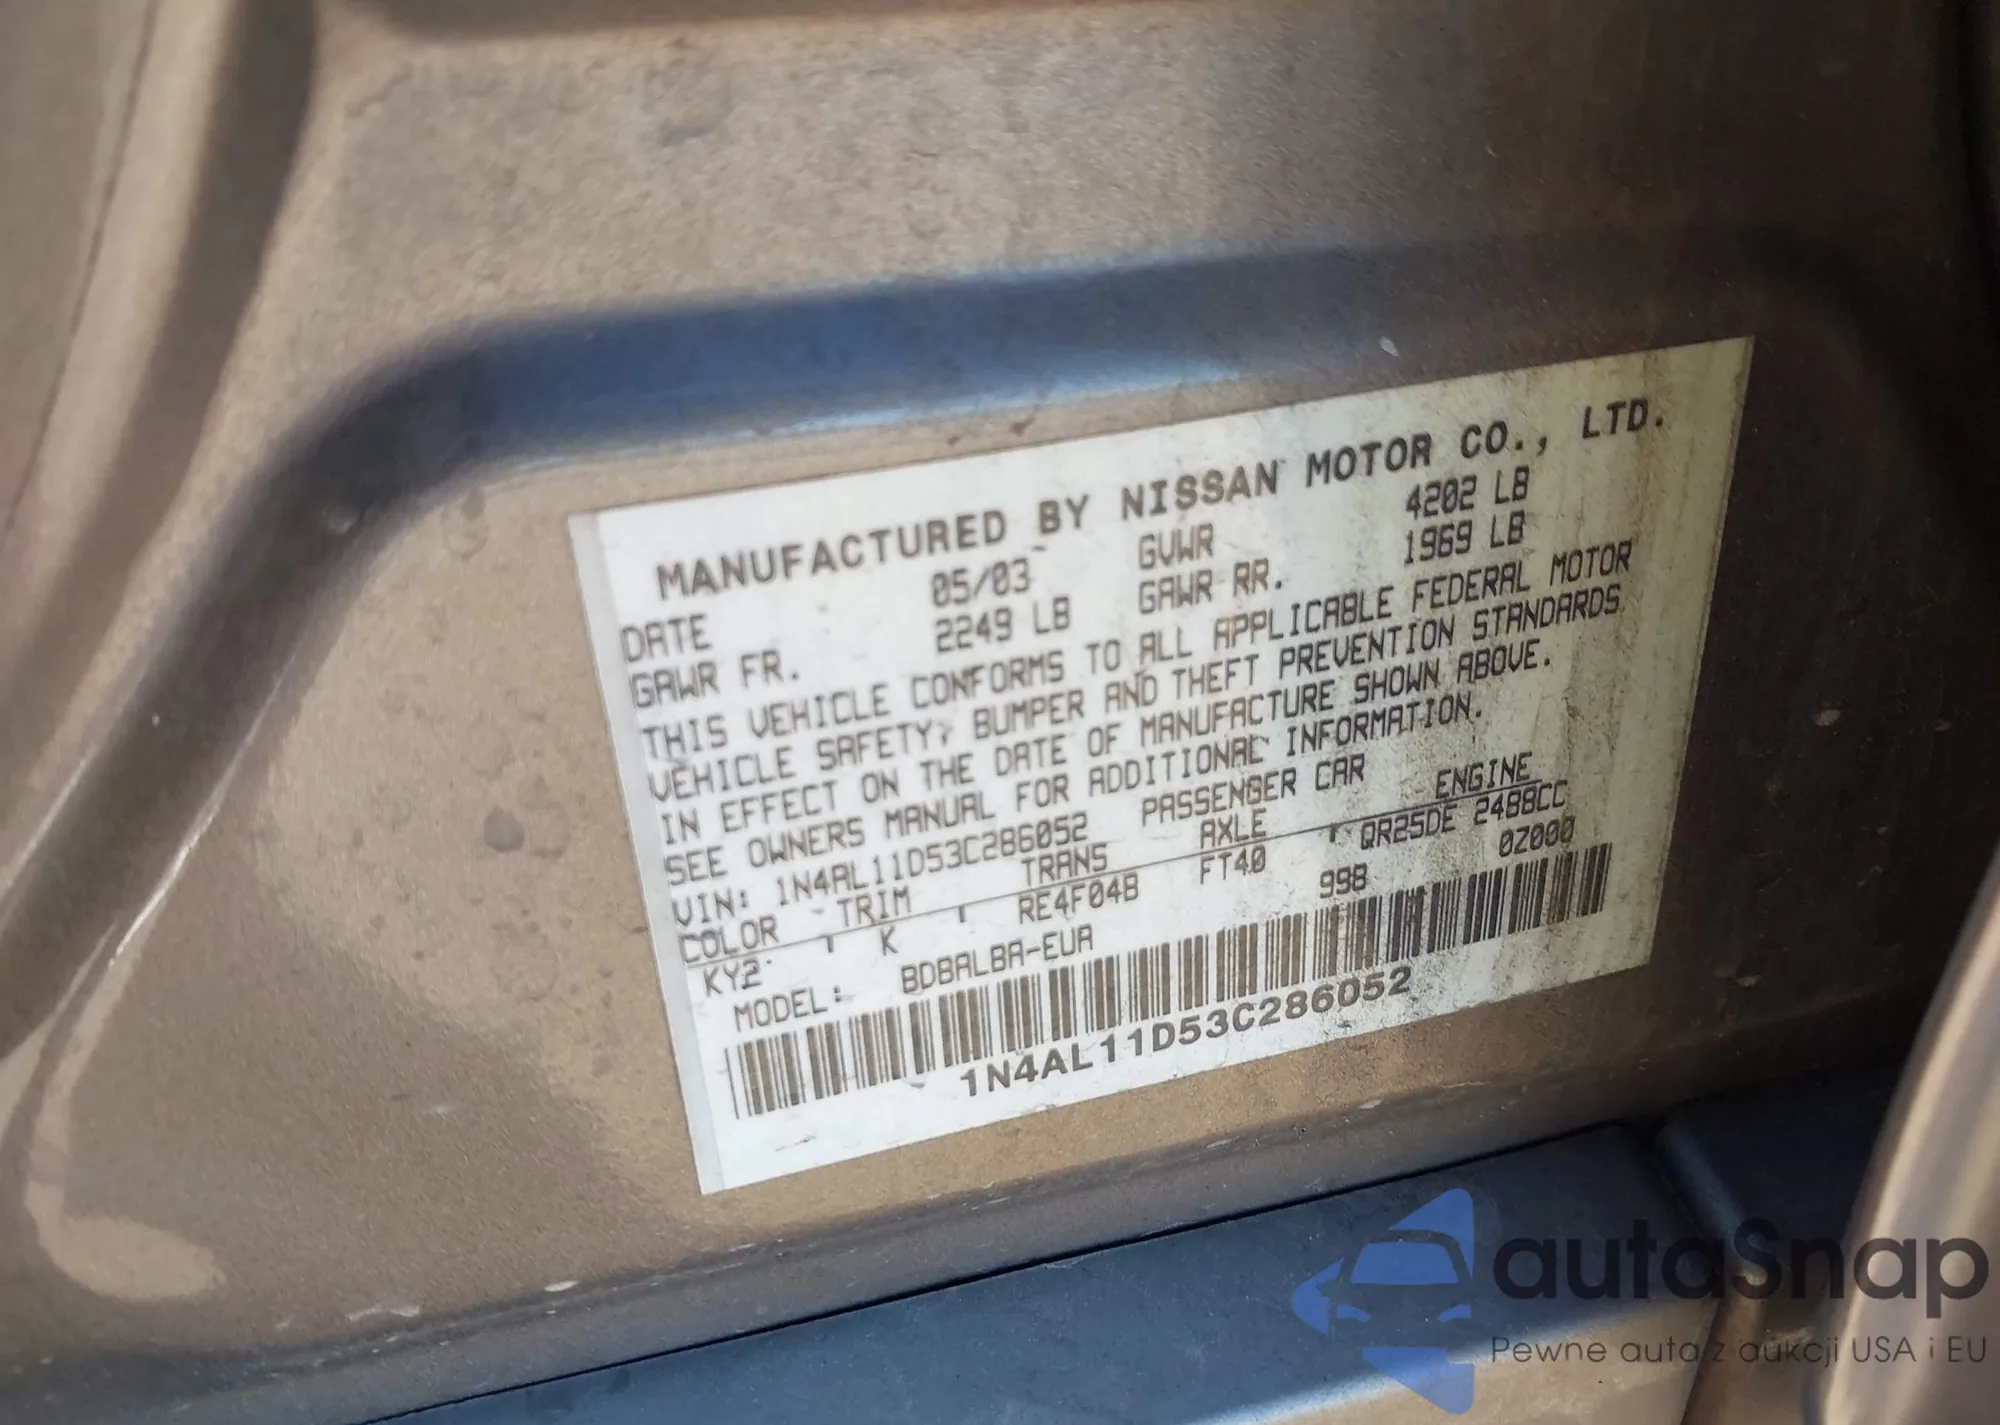 MANUFACTURED BY NISSAN MOTOR CO., LTD.
DATE 05/03 GVWR 4202 LB
GAWR FR. 2249 LB GAWR RR. 1969 LB
THIS VEHICLE CONFORMS TO ALL APPLICABLE FEDERAL MOTOR
VEHICLE SAFETY, BUMPER AND THEFT PREVENTION STANDARDS
IN EFFECT ON THE DATE OF MANUFACTURE SHOWN ABOVE.
SEE OWNERS MANUAL FOR ADDITIONAL INFORMATION.
VIN: 1N4AL11D53C286052 PASSENGER CAR
COLOR TRIM TRANS AXLE ENGINE
KY2 K RE4F04B FT40 QR25DE 2488CC
MODEL: BDBALBA-EUA 998 0Z000
1N4AL11D53C286052
autaSnap
Pewne auta z aukcji USA i EU